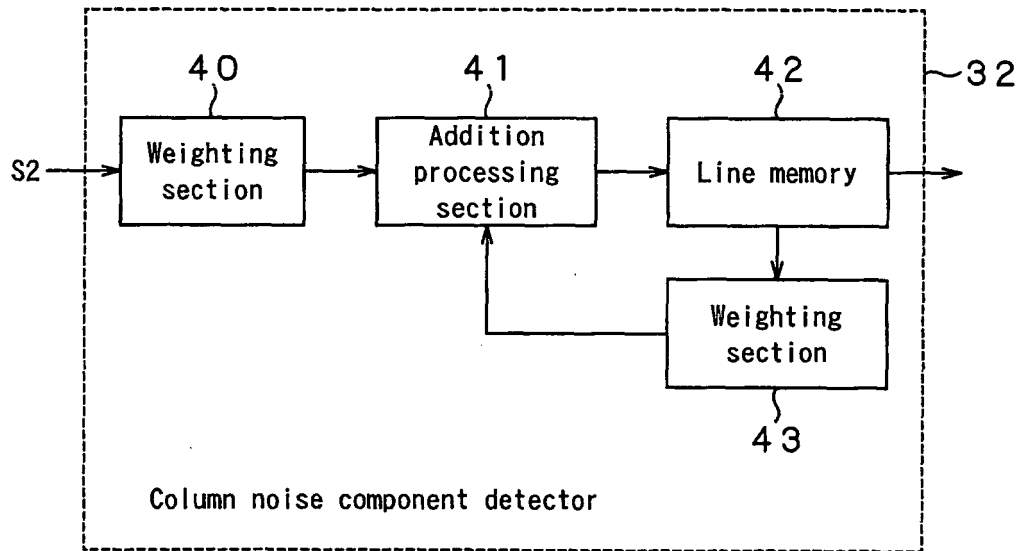 40
41
42
32
S2
Weighting
section
Addition
processing
section
Line memory
Weighting
section
43
Column noise component detector